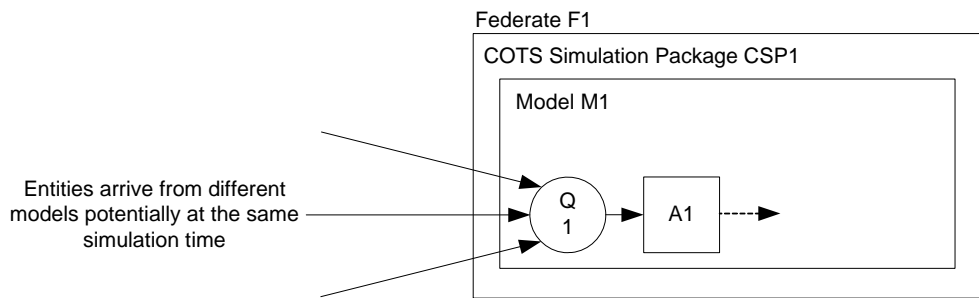 Federate F1
COTS Simulation Package CSP1
Model M1
Entities arrive from different
models potentially at the same
simulation time
Q
1
A1